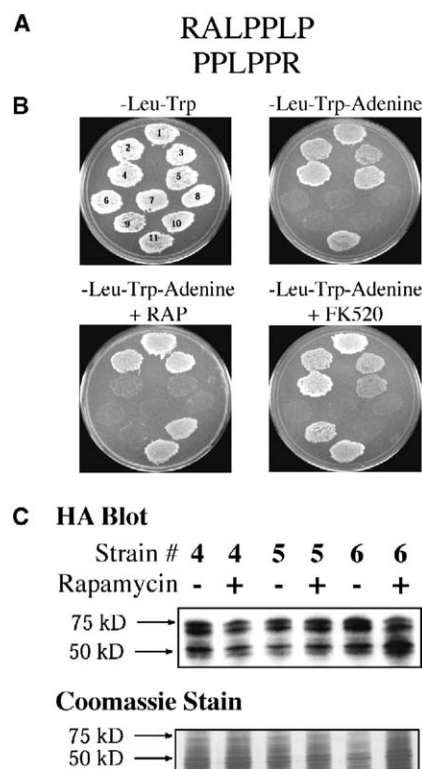 A
RALPPLP
PPLPPR
B
-Leu-Trp
-Leu-Trp-Adenine
1
2
3
4
5
6
7
8
9
10
11
-Leu-Trp-Adenine
+ RAP
-Leu-Trp-Adenine
+ FK520
C HA Blot
Strain # 4 4 5 5 6 6
Rapamycin - + - + - +
75 kD
50 kD
Coomassie Stain
75 kD
50 kD